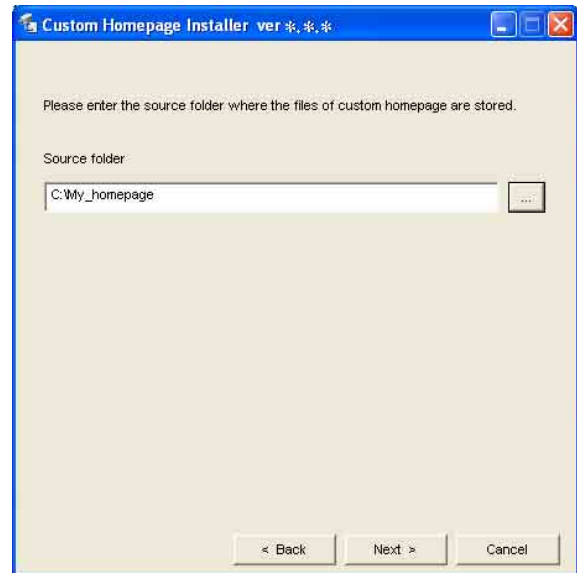 Custom Homepage Installer ver *.*.*
Please enter the source folder where the files of custom homepage are stored.
Source folder
C:\My_homepage
...
< Back
Next >
Cancel